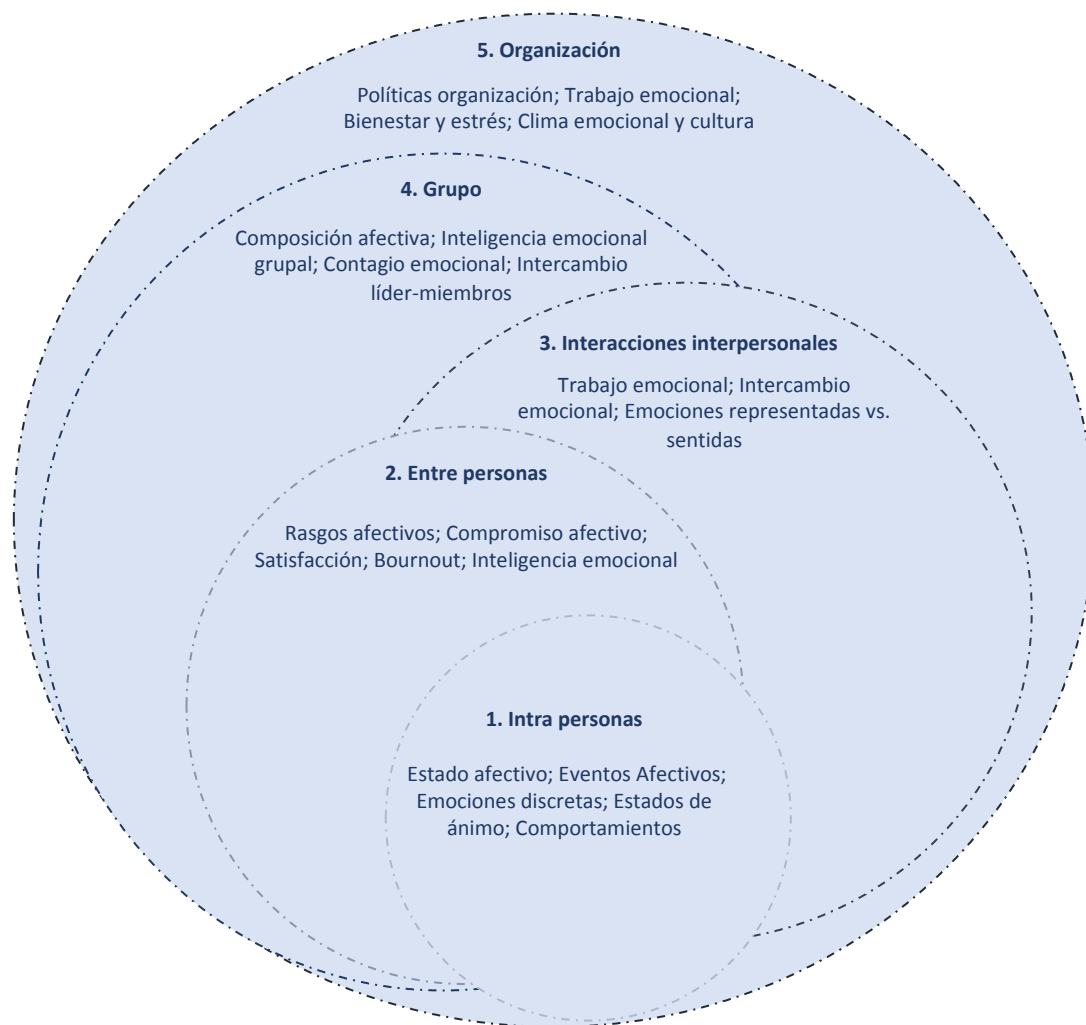 5. Organización
Políticas organización; Trabajo emocional;
Bienestar y estrés; Clima emocional y cultura
4. Grupo
Composición afectiva; Inteligencia emocional
grupal; Contagio emocional; Intercambio
líder-miembros
3. Interacciones interpersonales
Trabajo emocional; Intercambio
emocional; Emociones representadas vs.
sentidas
2. Entre personas
Rasgos afectivos; Compromiso afectivo;
Satisfacción; Bournout; Inteligencia emocional
1. Intra personas
Estado afectivo; Eventos Afectivos;
Emociones discretas; Estados de
ánimo; Comportamientos